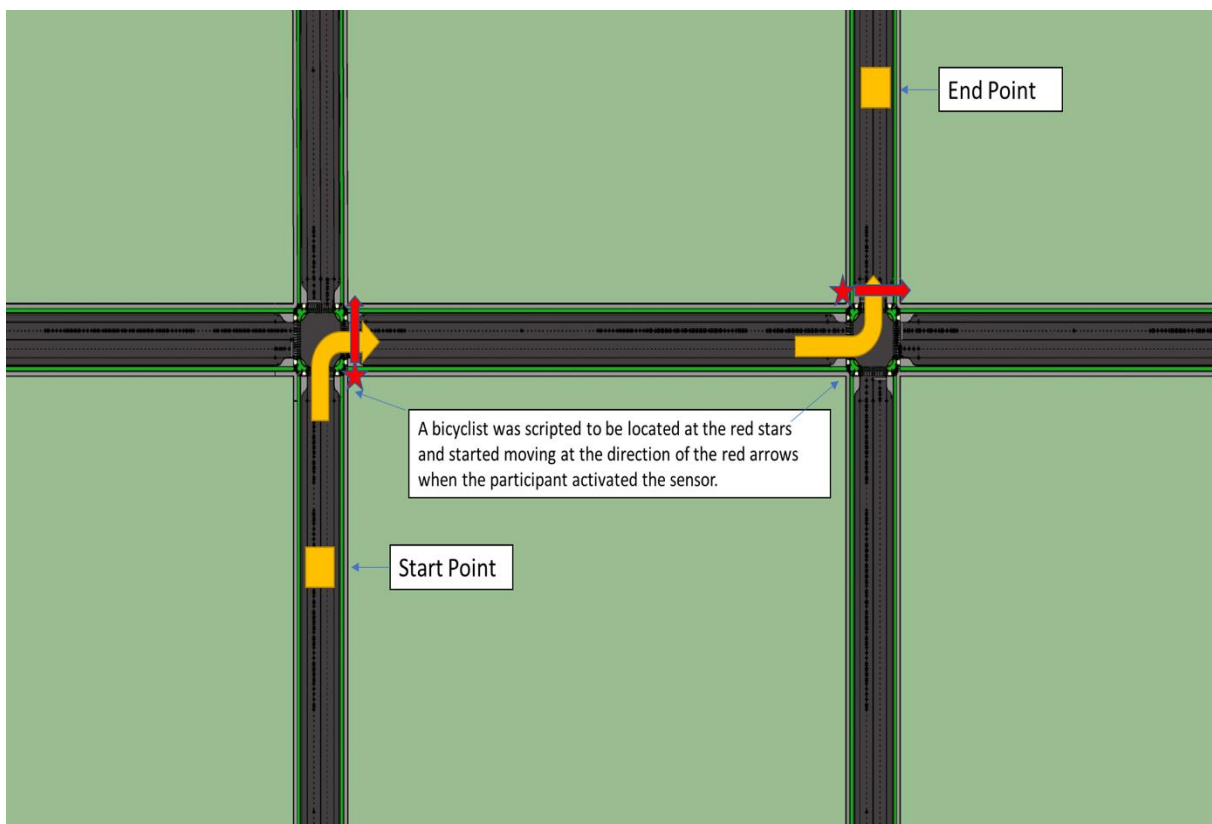 End Point
A bicyclist was scripted to be located at the red stars
and started moving at the direction of the red arrows
when the participant activated the sensor.
Start Point